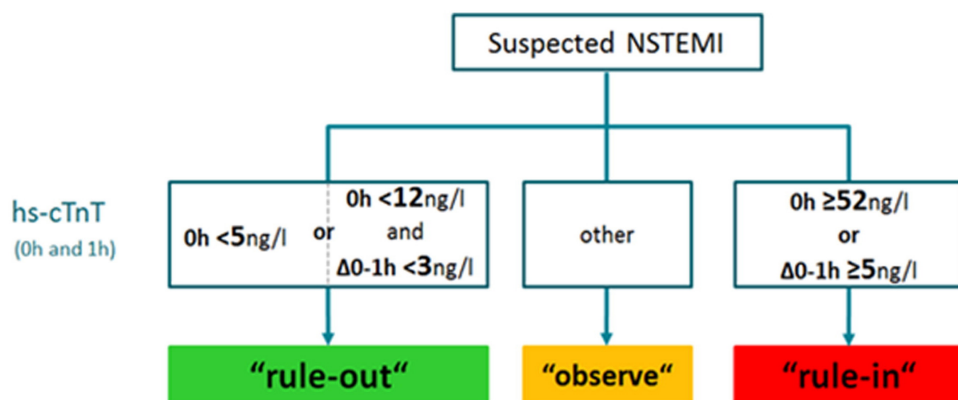 Suspected NSTEMI
hs-cTnT
(0h and 1h)
0h <5ng/l
or
0h <12ng/l
and
Δ0-1h <3ng/l
other
0h ≥52ng/l
or
Δ0-1h ≥5ng/l
“rule-out“
“observe“
“rule-in“